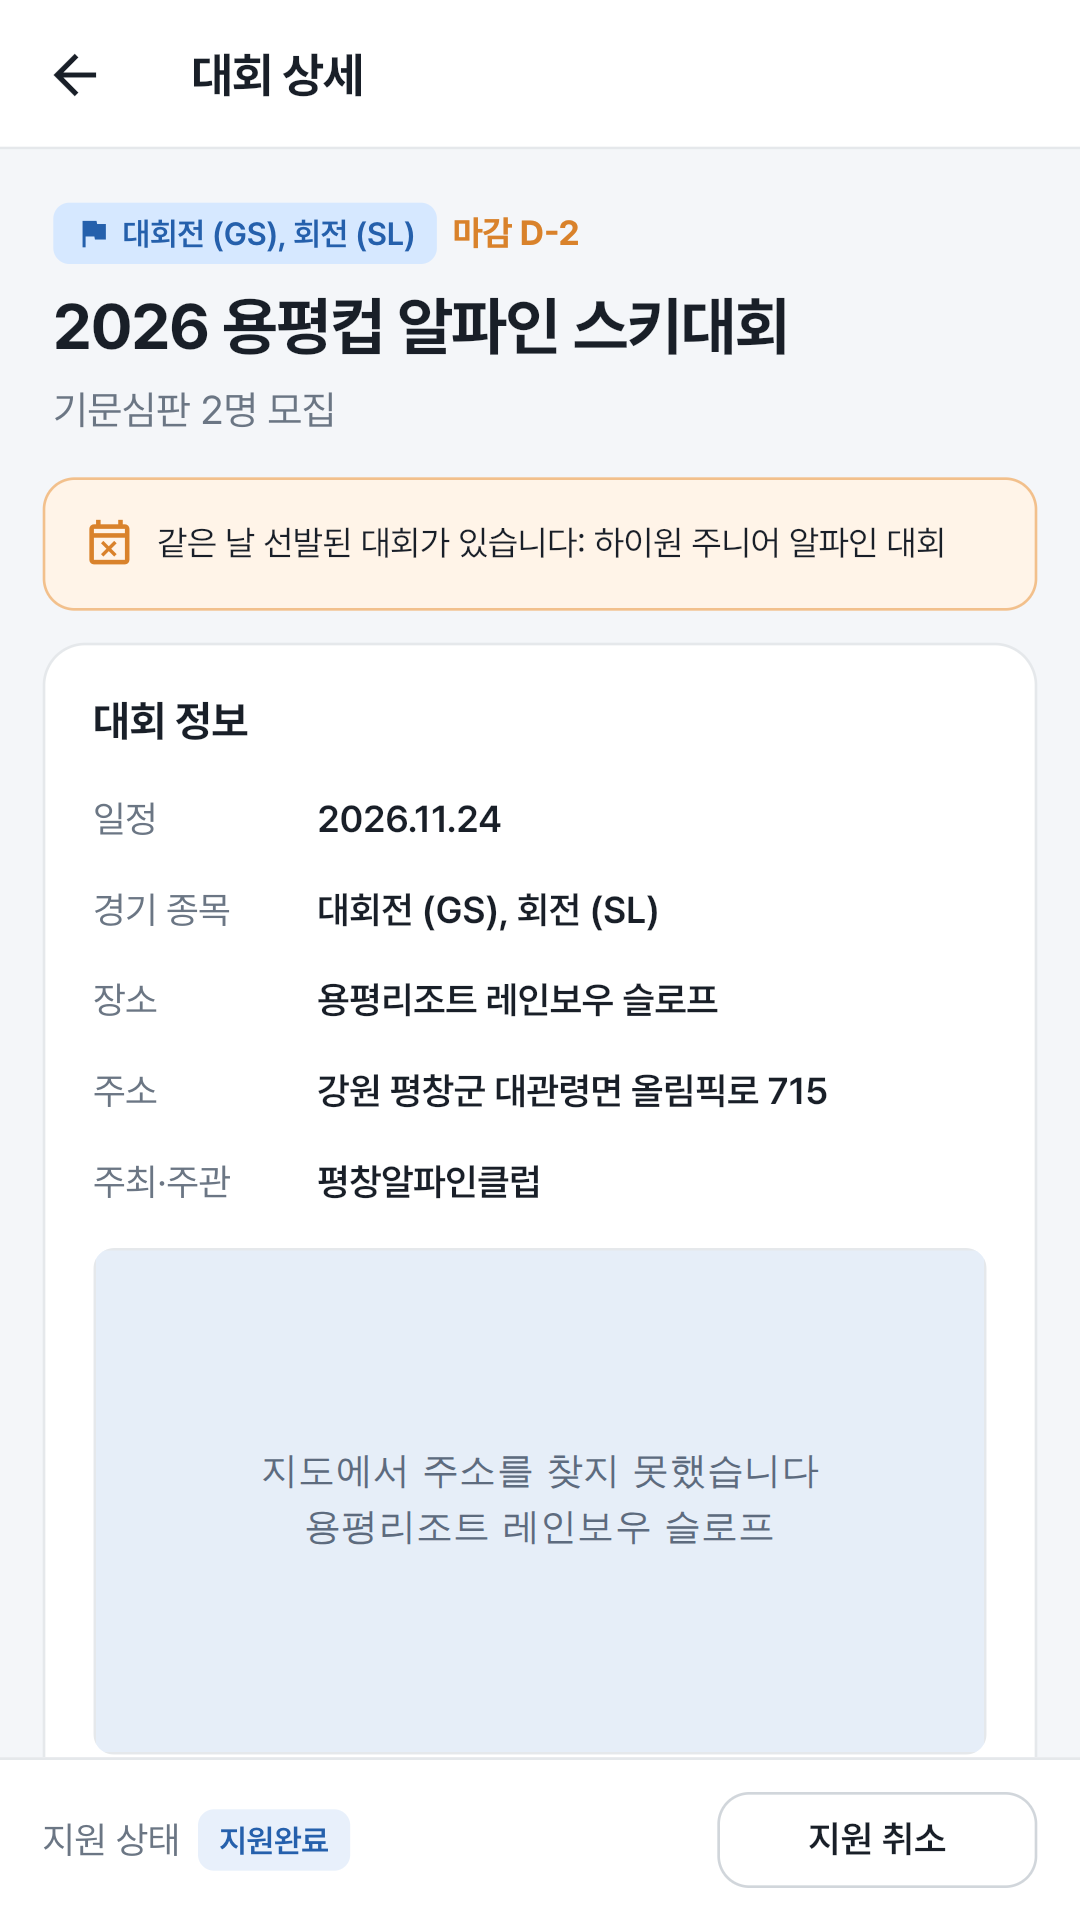 대회 상세
대회전 (GS), 회전 (SL) 마감 D-2
2026 용평컵 알파인 스키대회
기문심판 2명 모집
같은 날 선발된 대회가 있습니다: 하이원 주니어 알파인 대회
대회 정보
일정 2026.11.24
경기 종목 대회전 (GS), 회전 (SL)
장소 용평리조트 레인보우 슬로프
주소 강원 평창군 대관령면 올림픽로 715
주최·주관 평창알파인클럽
지도에서 주소를 찾지 못했습니다
용평리조트 레인보우 슬로프
지원 상태 지원완료 지원 취소